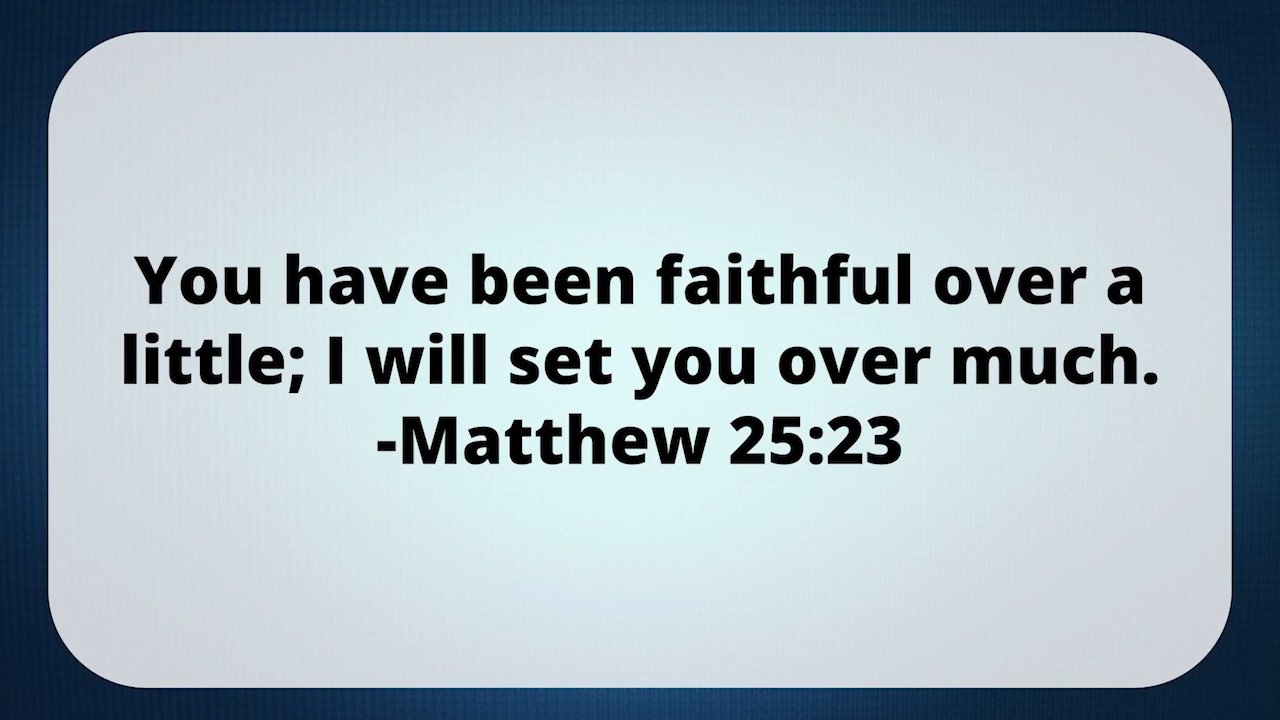 You have been faithful over a
little; I will set you over much.
-Matthew 25:23